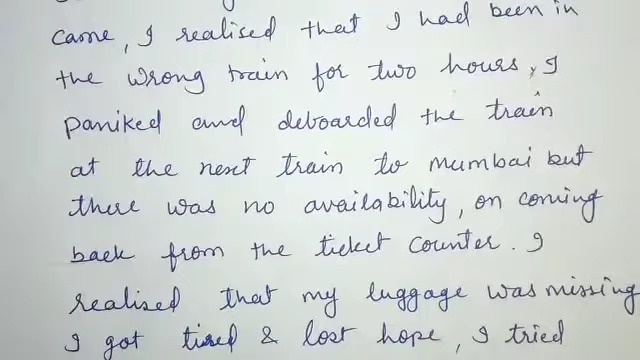 came, I realised that I had been in
the wrong train for two hours, I
paniked and deboarded the train
at the next train to mumbai but
there was no availability, on coming
back from the ticket counter. I
realised that my luggage was missing
I got tired & lost hope, I tried